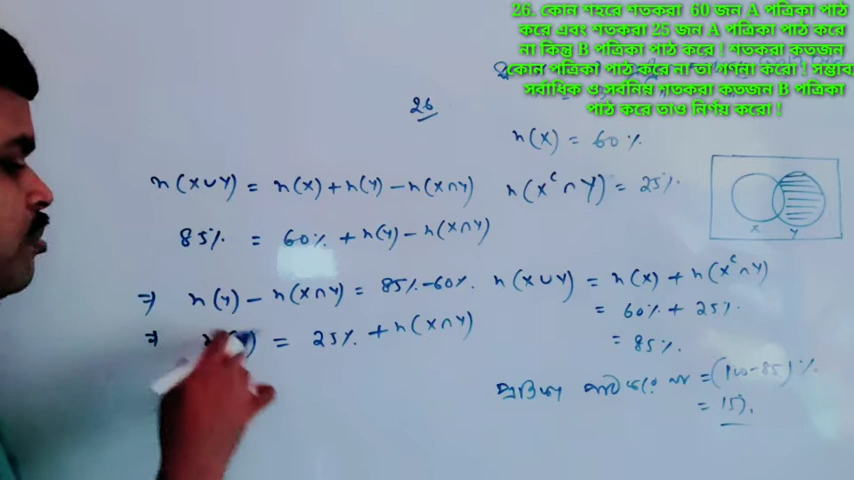 26. কোন শহরে শতকরা 60 জন A পত্রিকা পাঠ
করে এবং শতকরা 25 জন A পত্রিকা পাঠ করে
না কিন্তু B পত্রিকা পাঠ করে ! শতকরা কতজন
কোন পত্রিকা পাঠ করে না তা গণনা করো ! সম্ভাব্য
সর্বাধিক ও সর্বনিম্ন শতকরা কতজন B পত্রিকা
পাঠ করে তাও নির্ণয় করো !
26
n(X) = 60%
n(X∪Y) = n(X) + n(Y) - n(X∩Y)
85% = 60% + n(Y) - n(X∩Y)
⇒ n(Y) - n(X∩Y) = 85% - 60%
⇒ n(Y) = 25% + n(X∩Y)
n(Xᶜ∩Y) = 25%
X Y
n(X∪Y) = n(X) + n(Xᶜ∩Y)
= 60% + 25%
= 85%
= (100-85)%
= 15%